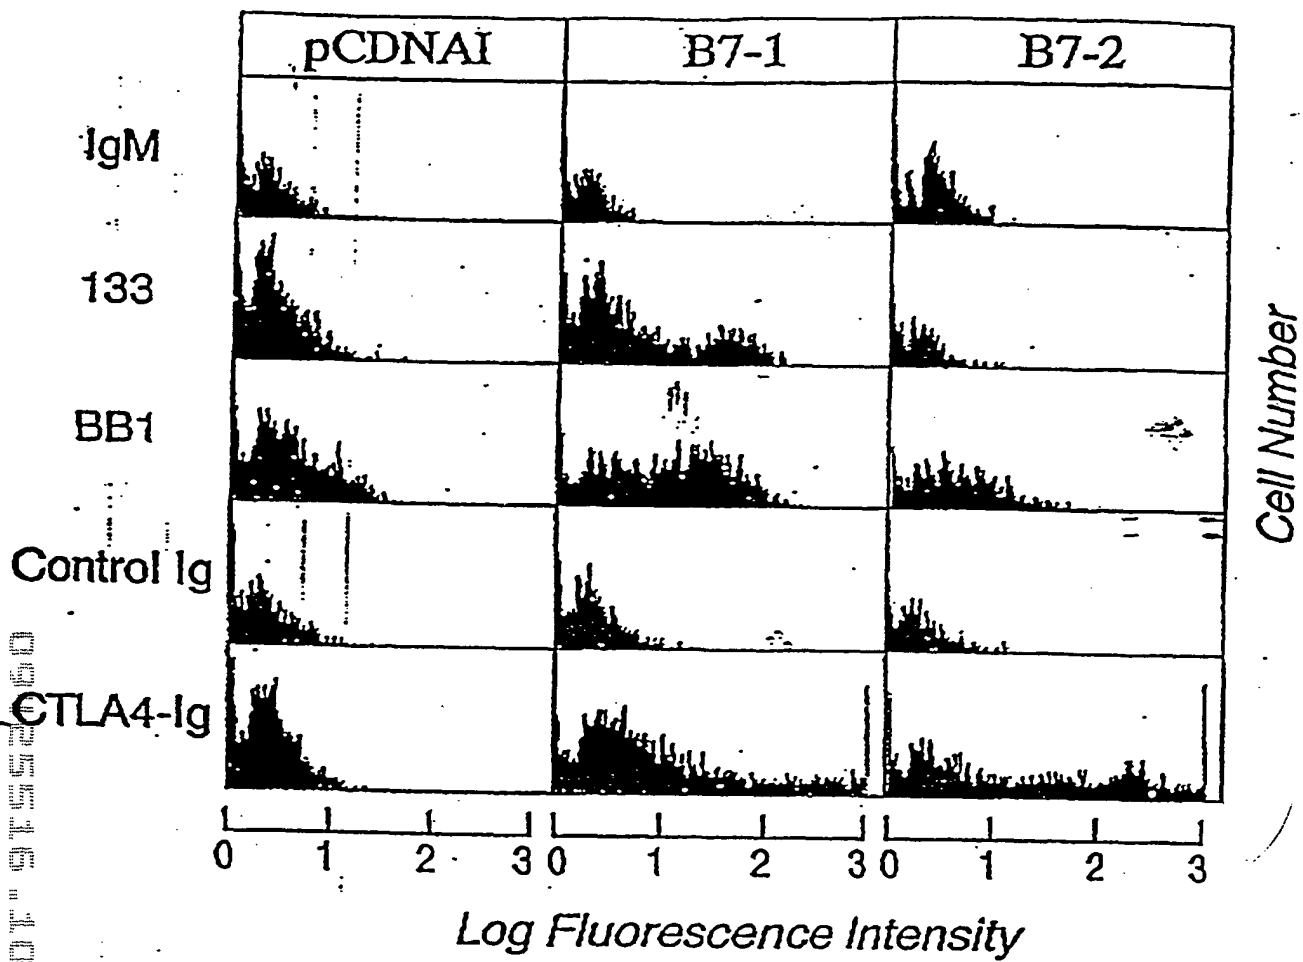 pCDNAI B7-1 B7-2
IgM
133
BB1
Control Ig
CTLA4-Ig
Cell Number
0 1 2 3 0 1 2 3 0 1 2 3
Log Fluorescence Intensity